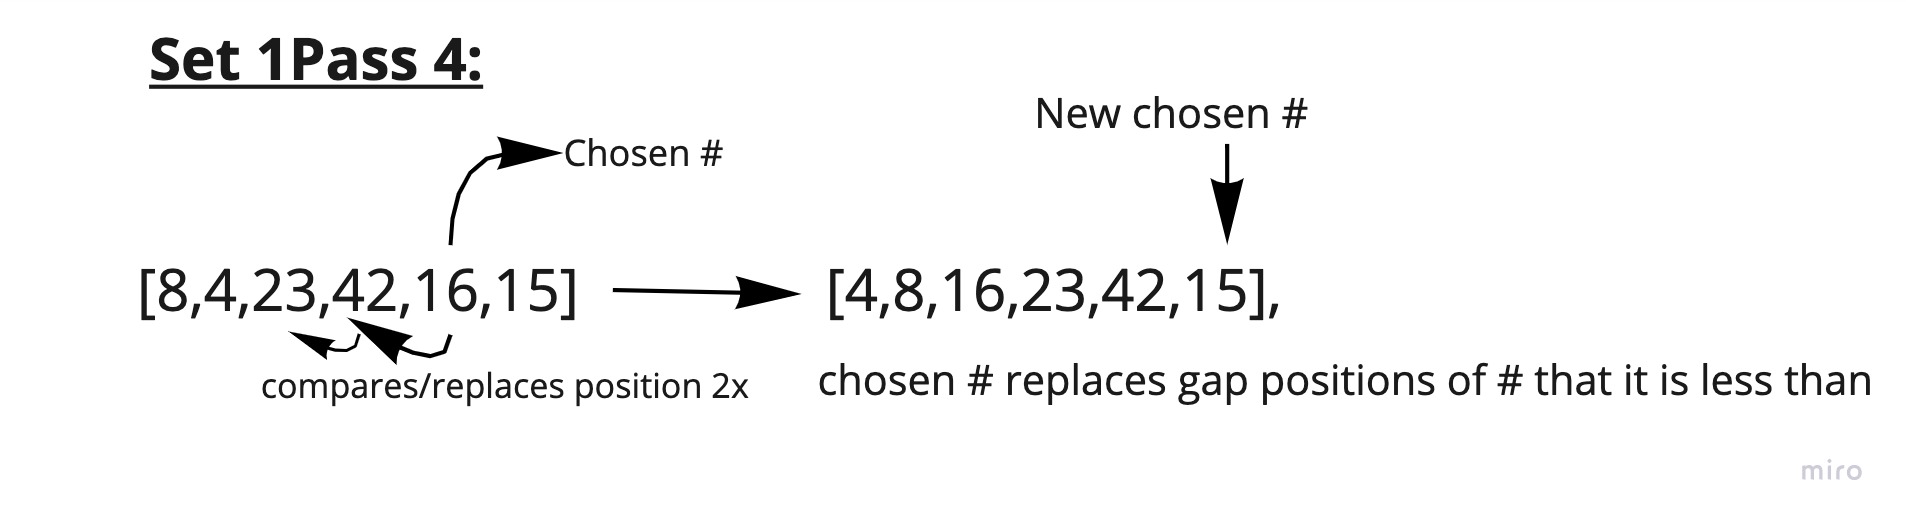 Set 1Pass 4:
New chosen #
Chosen #
[8,4,23,42,16,15]
[4,8,16,23,42,15],
compares/replaces position 2x
chosen # replaces gap positions of # that it is less than
miro